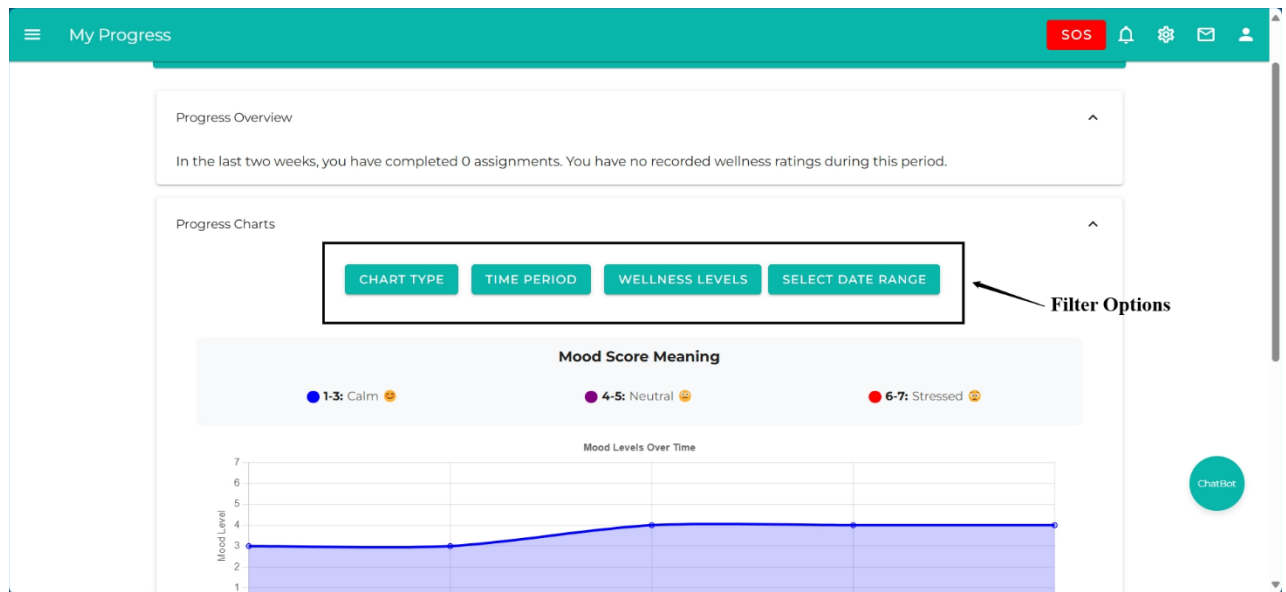 My Progress
SOS
Progress Overview
In the last two weeks, you have completed 0 assignments. You have no recorded wellness ratings during this period.
Progress Charts
CHART TYPE TIME PERIOD WELLNESS LEVELS SELECT DATE RANGE
Filter Options
Mood Score Meaning
1-3: Calm 4-5: Neutral 6-7: Stressed
Mood Levels Over Time
Mood Level
7
6
5
4
3
2
1
ChatBot